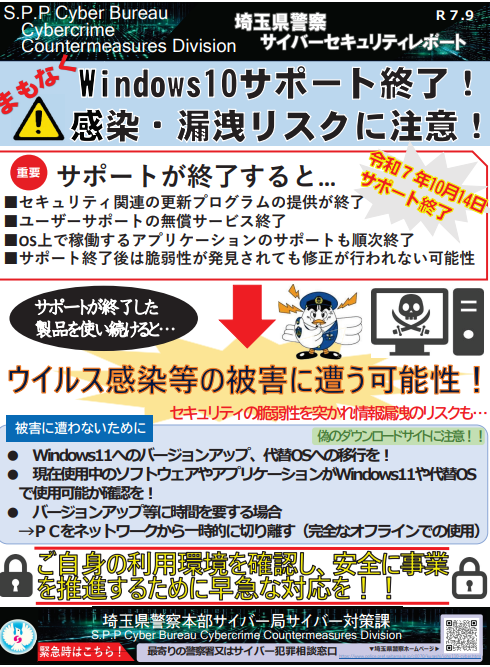 S.P.P Cyber Bureau
Cybercrime
Countermeasures Division
埼玉県警察
サイバーセキュリティレポート
R 7.9
まもなく
Windows10サポート終了！
感染・漏洩リスクに注意！
重要
サポートが終了すると...
令和７年10月14日
サポート終了
■セキュリティ関連の更新プログラムの提供が終了
■ユーザーサポートの無償サービス終了
■OS上で稼働するアプリケーションのサポートも順次終了
■サポート終了後は脆弱性が発見されても修正が行われない可能性
サポートが終了した
製品を使い続けると…
ウイルス感染等の被害に遭う可能性！
セキュリティの脆弱性を突かれ情報漏洩のリスクも…
被害に遭わないために
偽のダウンロードサイトに注意！！
● Windows11へのバージョンアップ、代替OSへの移行を！
● 現在使用中のソフトウェアやアプリケーションがWindows11や代替OS
で使用可能か確認を！
● バージョンアップ等に時間を要する場合
→ＰＣをネットワークから一時的に切り離す（完全なオフラインでの使用）
ご自身の利用環境を確認し、安全に事業
を推進するために早急な対応を！！
埼玉県警察本部サイバー局サイバー対策課
S.P.P Cyber Bureau Cybercrime Countermeasures Division
緊急時はこちら！
最寄りの警察署又はサイバー犯罪相談窓口
▼埼玉県警察ホームページ▶